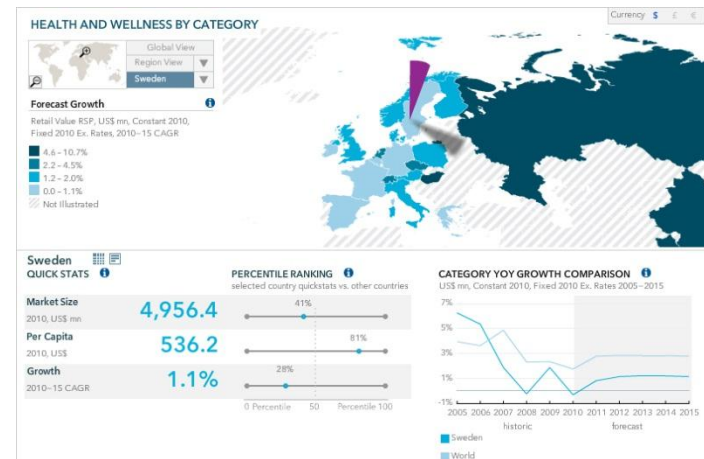 HEALTH AND WELLNESS BY CATEGORY
Currency $ £ €
Global View
Region View
Sweden
Forecast Growth
Retail Value RSP, US$ mn, Constant 2010,
Fixed 2010 Ex. Rates, 2010-15 CAGR
4.6 - 10.7%
2.2 - 4.5%
1.2 - 2.0%
0.0 - 1.1%
Not Illustrated
Sweden
QUICK STATS
Market Size
2010, US$ mn
4,956.4
Per Capita
2010, US$
536.2
Growth
2010-15 CAGR
1.1%
PERCENTILE RANKING
selected country quickstats vs. other countries
41%
81%
28%
0 Percentile 50 Percentile 100
CATEGORY YOY GROWTH COMPARISON
US$ mn, Constant 2010, Fixed 2010 Ex. Rates 2005-2015
7%
5%
3%
1%
-1%
2005 2006 2007 2008 2009 2010 2011 2012 2013 2014 2015
historic forecast
Sweden
World